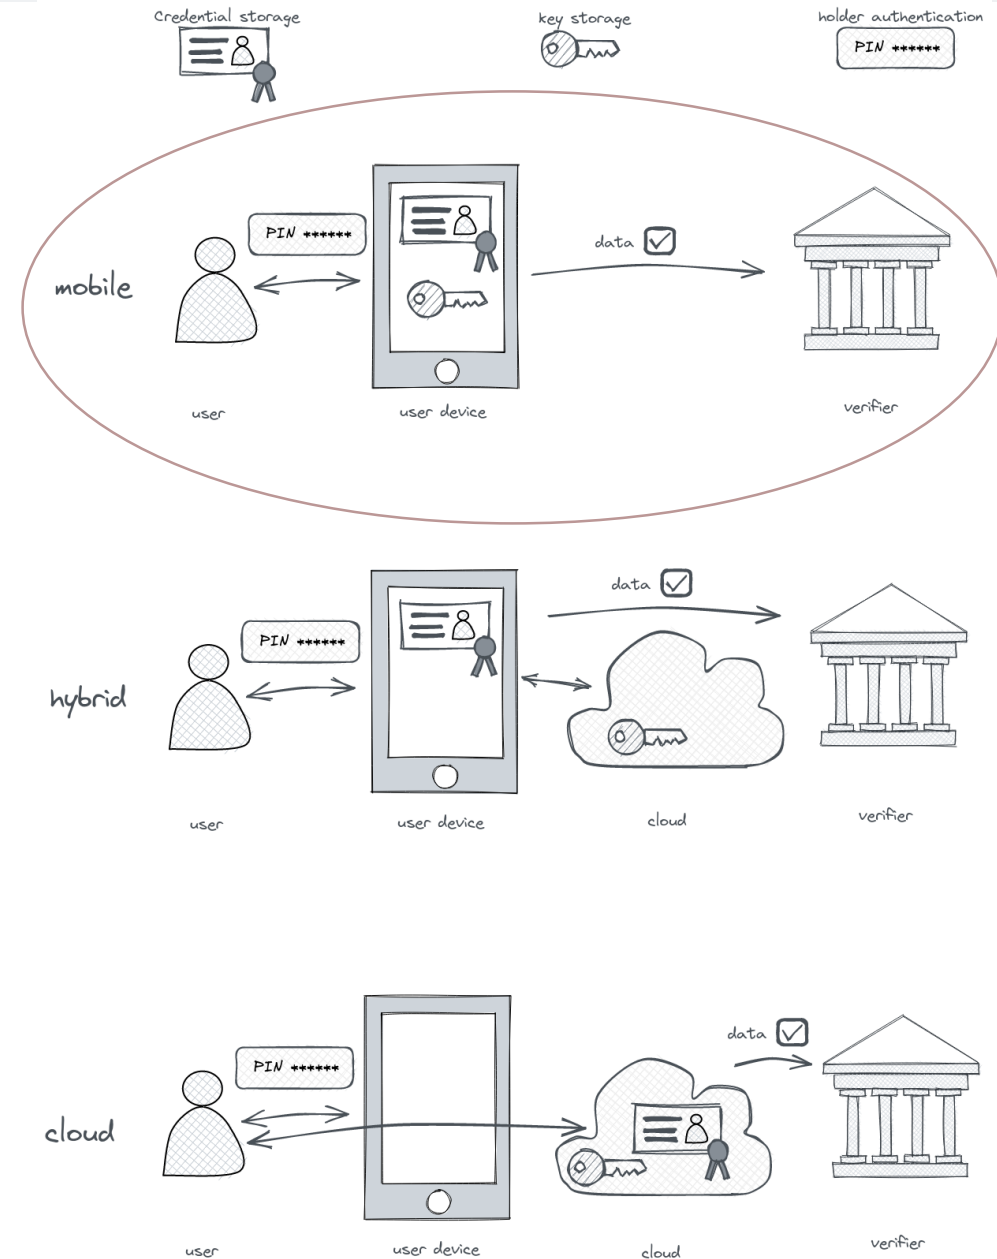 Credential storage
key storage
holder authentication
PIN ******
PIN ******
data
mobile
user
user device
verifier
data
PIN ******
hybrid
user
user device
cloud
verifier
data
PIN ******
cloud
user
user device
cloud
verifier